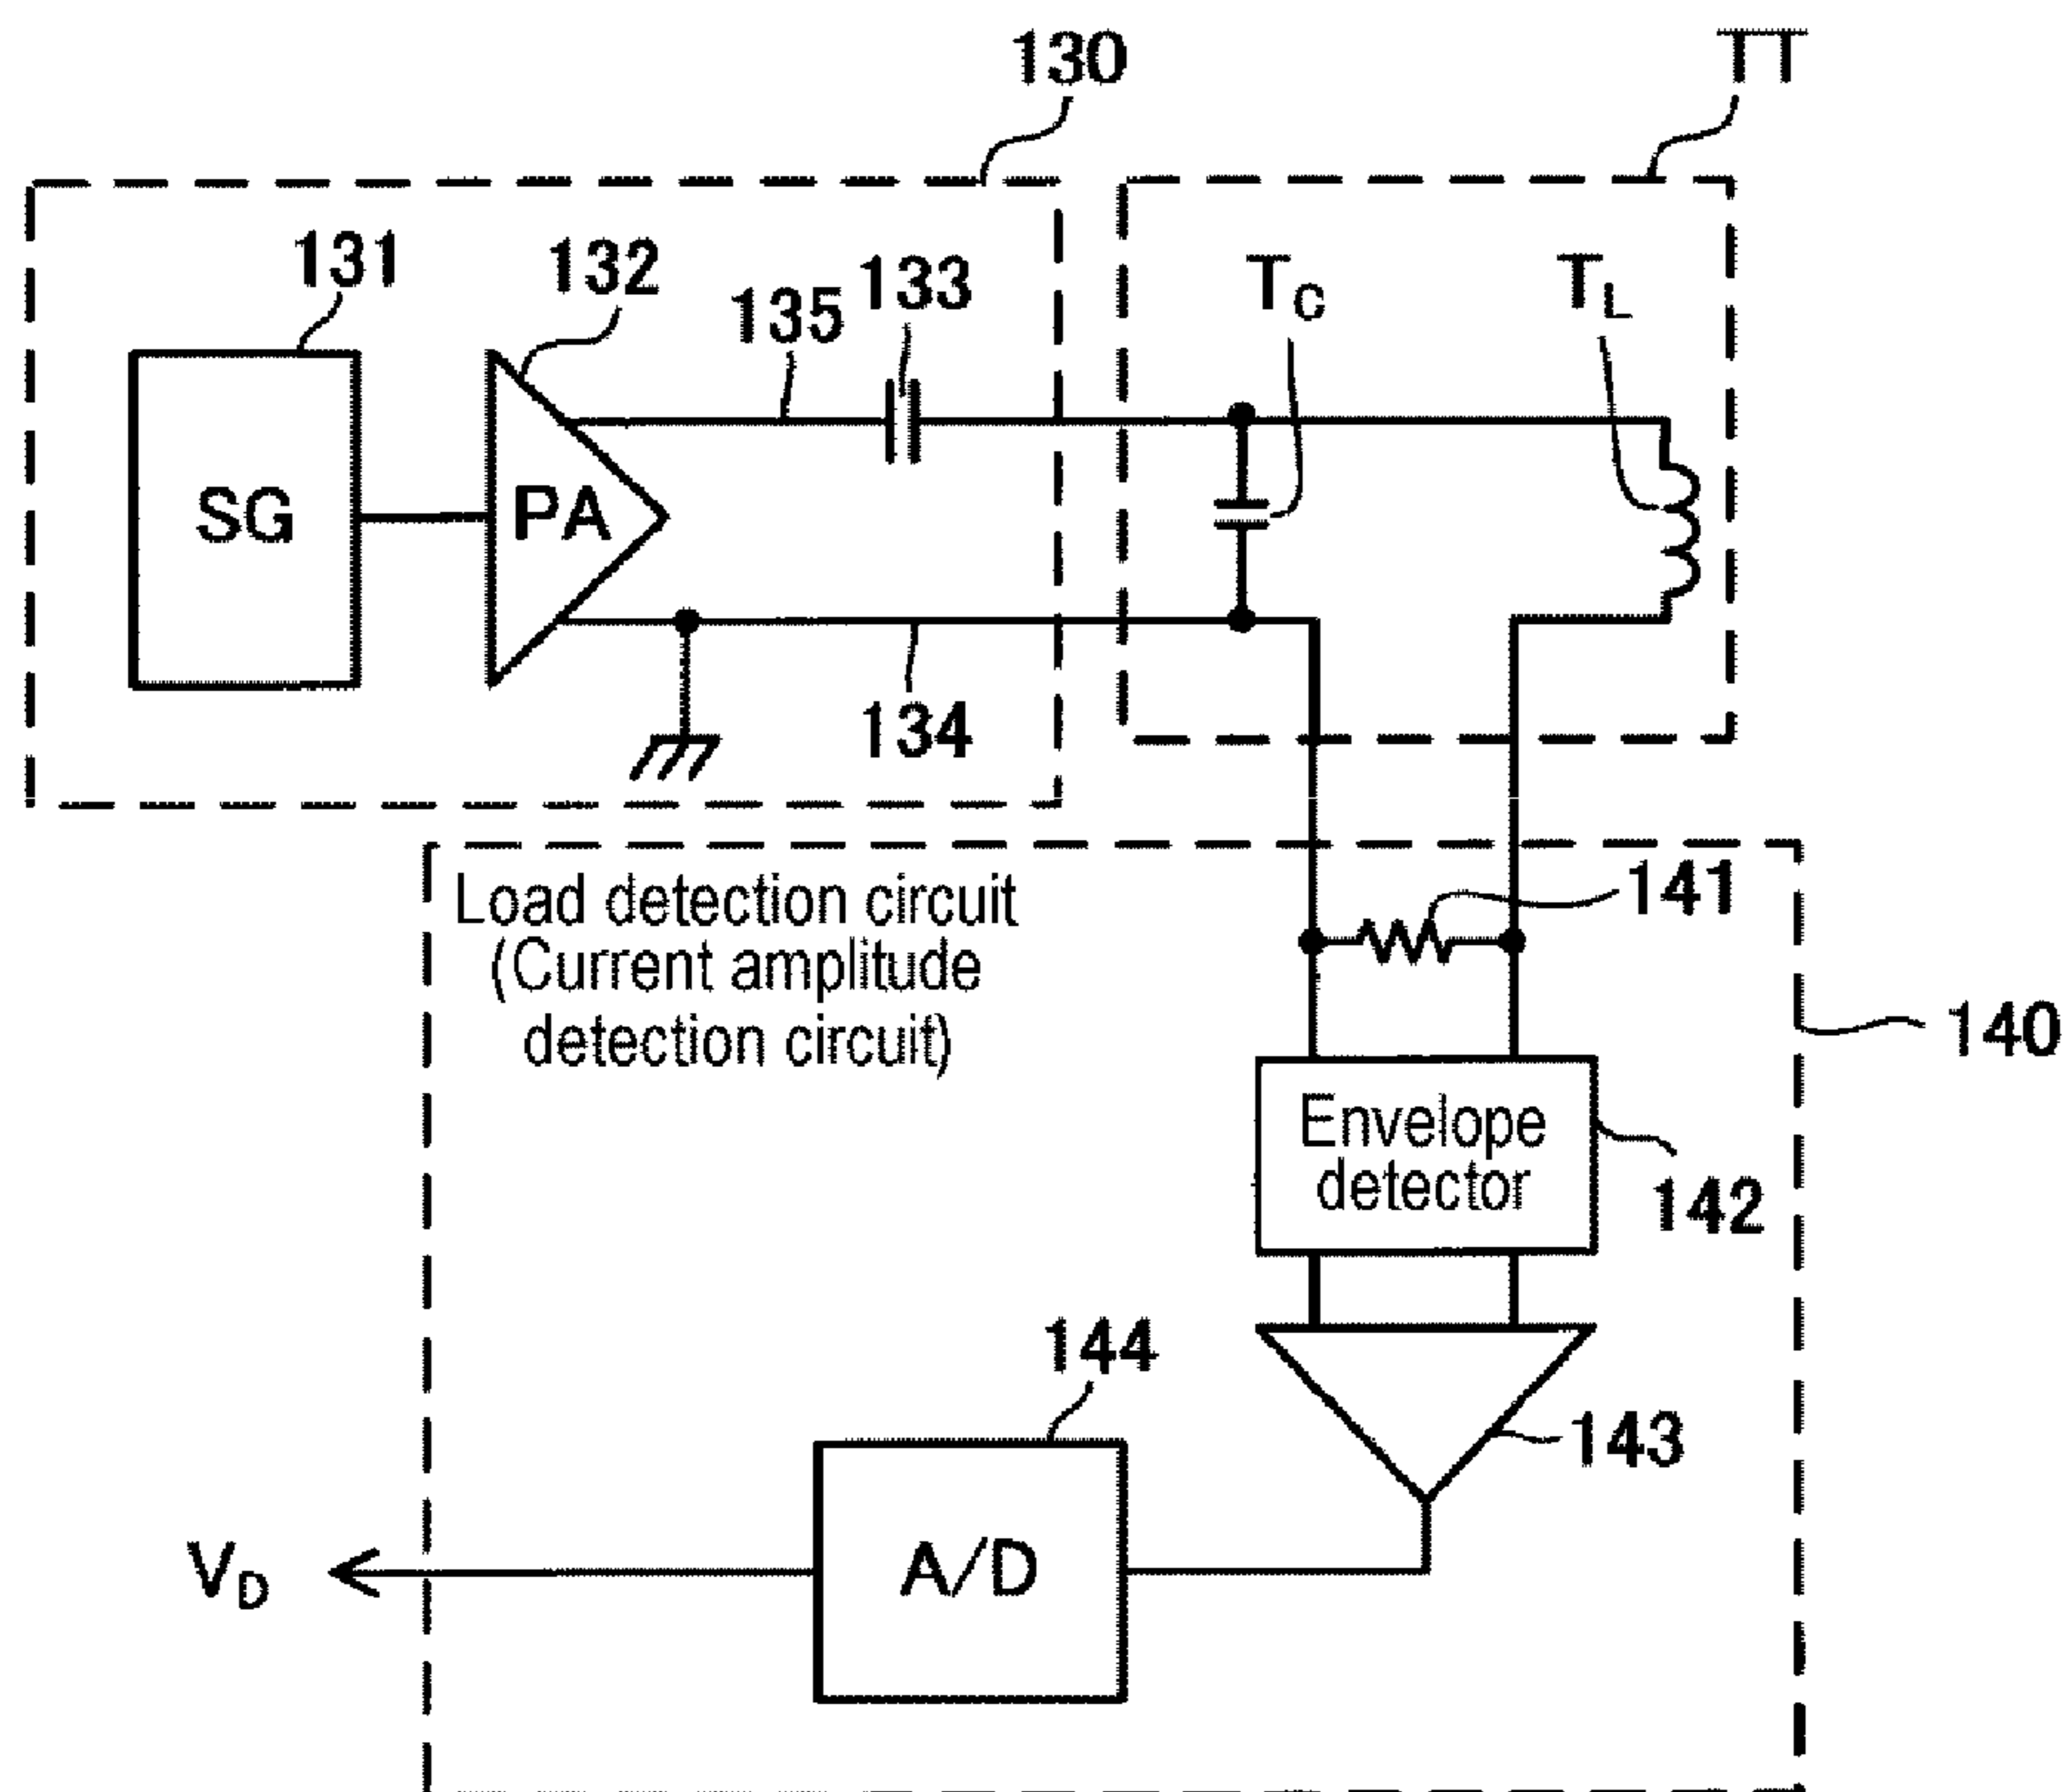 130
TT
131
132
135
133
TC
TL
SG
PA
134
Load detection circuit
(Current amplitude
detection circuit)
141
140
Envelope
detector
142
144
143
A/D
VD